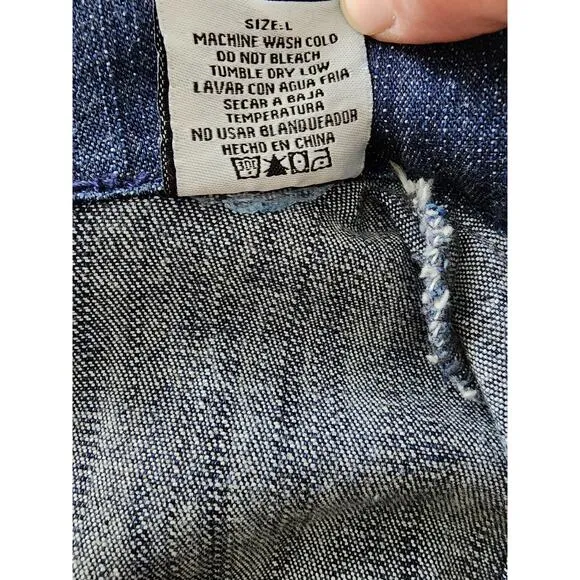 SIZE: L
MACHINE WASH COLD
DO NOT BLEACH
TUMBLE DRY LOW
LAVAR CON AGUA FRIA
SECAR A BAJA
TEMPERATURA
NO USAR BLANQUEADOR
HECHO EN CHINA